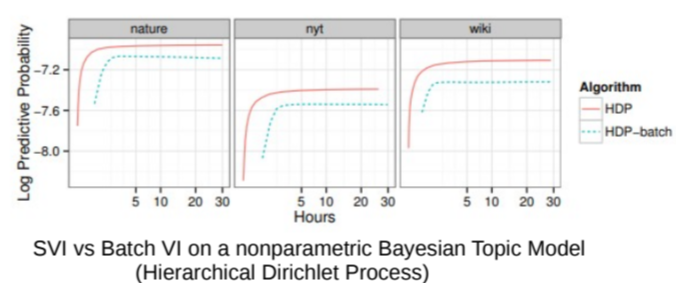 nature
nyt
wiki
Log Predictive Probability
−7.2
−7.6
−8.0
5 10 20 30 5 10 20 30 5 10 20 30
Hours
Algorithm
HDP
HDP−batch
SVI vs Batch VI on a nonparametric Bayesian Topic Model
(Hierarchical Dirichlet Process)